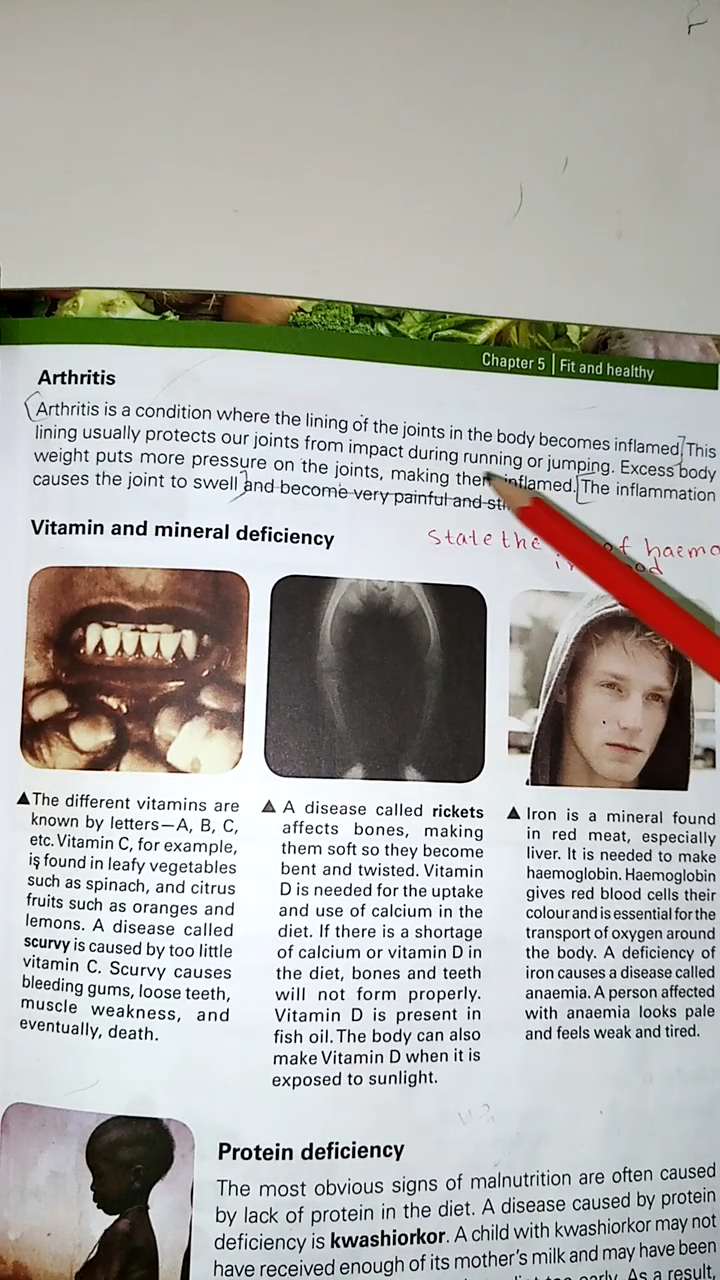 Chapter 5 | Fit and healthy
Arthritis
Arthritis is a condition where the lining of the joints in the body becomes inflamed. This
lining usually protects our joints from impact during running or jumping. Excess body
weight puts more pressure on the joints, making them inflamed. The inflammation
causes the joint to swell and become very painful and
Vitamin and mineral deficiency
State the of haemo
▲The different vitamins are
known by letters—A, B, C,
etc. Vitamin C, for example,
is found in leafy vegetables
such as spinach, and citrus
fruits such as oranges and
lemons. A disease called
scurvy is caused by too little
vitamin C. Scurvy causes
bleeding gums, loose teeth,
muscle weakness, and
eventually, death.
▲ A disease called rickets
affects bones, making
them soft so they become
bent and twisted. Vitamin
D is needed for the uptake
and use of calcium in the
diet. If there is a shortage
of calcium or vitamin D in
the diet, bones and teeth
will not form properly.
Vitamin D is present in
fish oil. The body can also
make Vitamin D when it is
exposed to sunlight.
▲ Iron is a mineral found
in red meat, especially
liver. It is needed to make
haemoglobin. Haemoglobin
gives red blood cells their
colour and is essential for the
transport of oxygen around
the body. A deficiency of
iron causes a disease called
anaemia. A person affected
with anaemia looks pale
and feels weak and tired.
Protein deficiency
The most obvious signs of malnutrition are often caused
by lack of protein in the diet. A disease caused by protein
deficiency is kwashiorkor. A child with kwashiorkor may not
have received enough of its mother's milk and may have been
early. As a result,